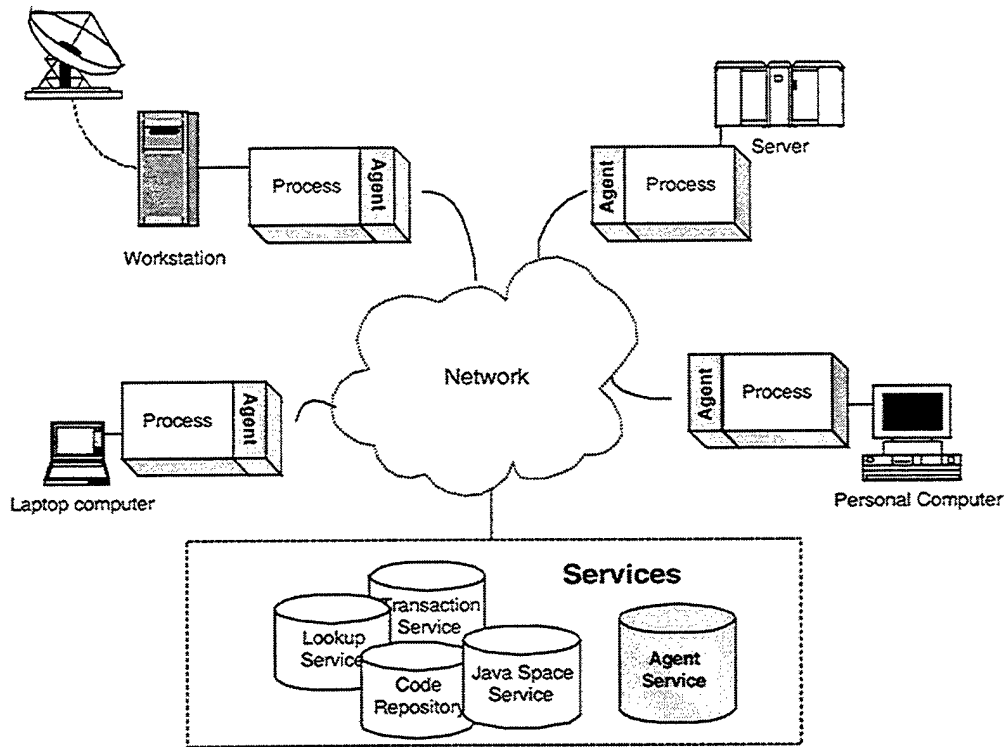 Server
Process
Agent
Agent
Process
Workstation
Network
Process
Agent
Agent
Process
Laptop computer
Personal Computer
Services
Transaction
Service
Lookup
Service
Java Space
Service
Agent
Service
Code
Repository